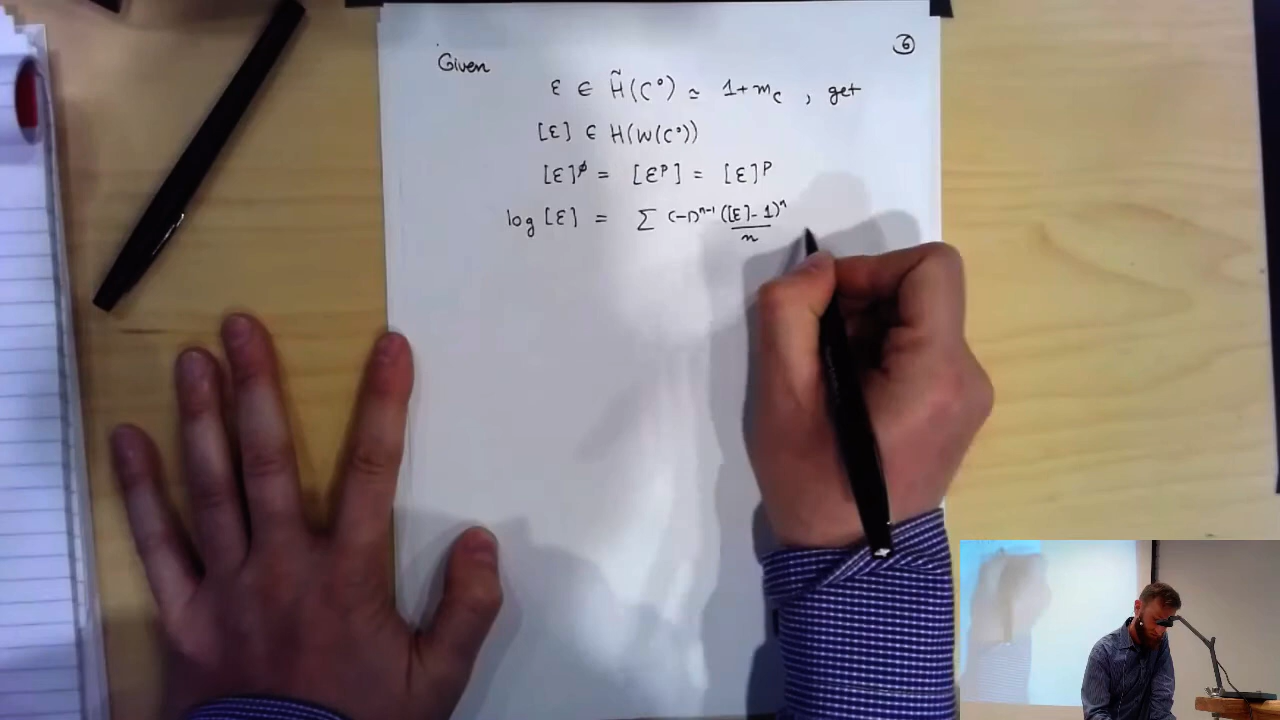 ⑥
Given
ε ∈ H̃(C°) ≃ 1+m_C , get
[ε] ∈ H(W(C°))
[ε]^ϕ = [ε^p] = [ε]^p
log [ε] = ∑ (-1)^{n-1} ([ε]-1)^n / n